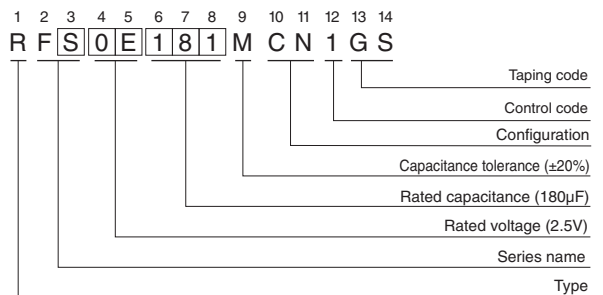 1 2 3 4 5 6 7 8 9 10 11 12 13 14
R F S 0 E 1 8 1 M C N 1 G S
Taping code
Control code
Configuration
Capacitance tolerance (±20%)
Rated capacitance (180µF)
Rated voltage (2.5V)
Series name
Type